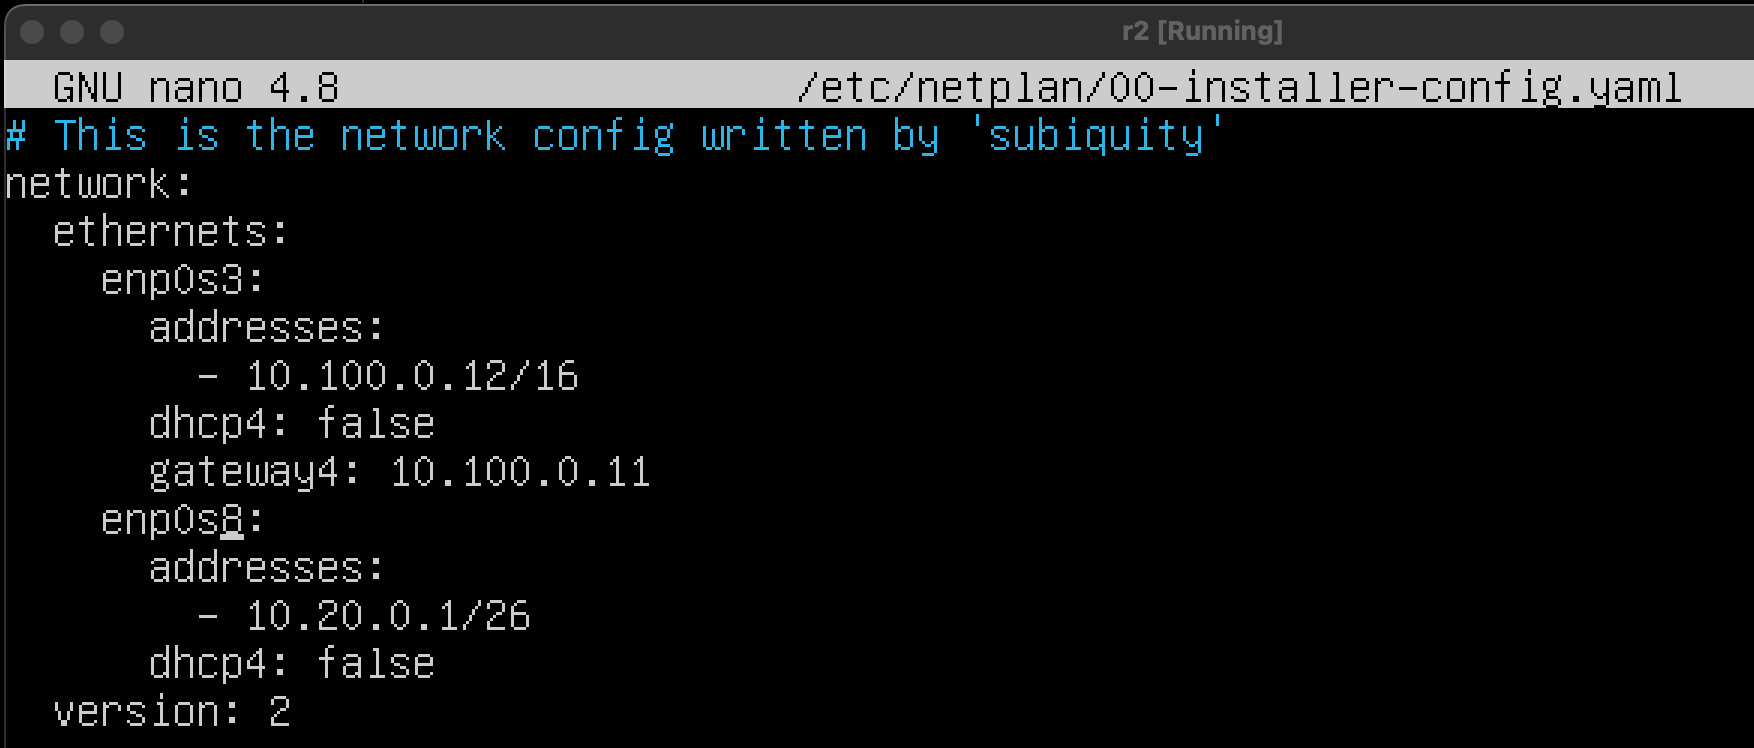 r2 [Running]
GNU nano 4.8 /etc/netplan/00-installer-config.yaml
# This is the network config written by 'subiquity'
network:
  ethernets:
    enp0s3:
      addresses:
        - 10.100.0.12/16
      dhcp4: false
      gateway4: 10.100.0.11
    enp0s8:
      addresses:
        - 10.20.0.1/26
      dhcp4: false
  version: 2